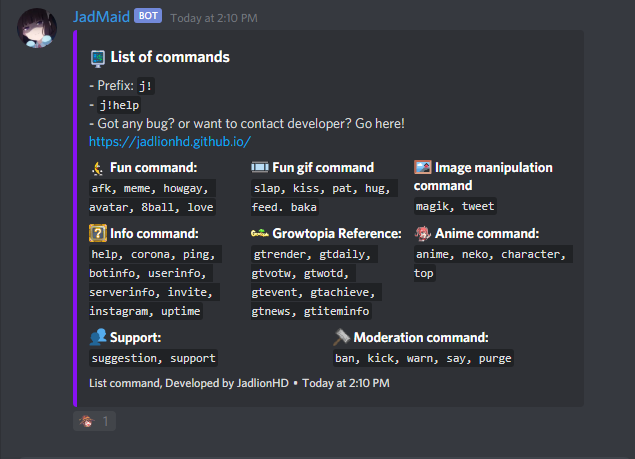 JadMaid BOT Today at 2:10 PM
List of commands
- Prefix: j!
- j!help
- Got any bug? or want to contact developer? Go here!
https://jadlionhd.github.io/
Fun command:
afk, meme, howgay,
avatar, 8ball, love
Fun gif command
slap, kiss, pat, hug,
feed. baka
Image manipulation
command
magik, tweet
Info command:
help, corona, ping,
botinfo, userinfo,
serverinfo, invite,
instagram, uptime
Growtopia Reference:
gtrender, gtdaily,
gtvotw, gtwotd,
gtevent, gtachieve,
gtnews, gtiteminfo
Anime command:
anime, neko, character,
top
Support:
suggestion, support
Moderation command:
ban, kick, warn, say, purge
List command, Developed by JadlionHD • Today at 2:10 PM
1